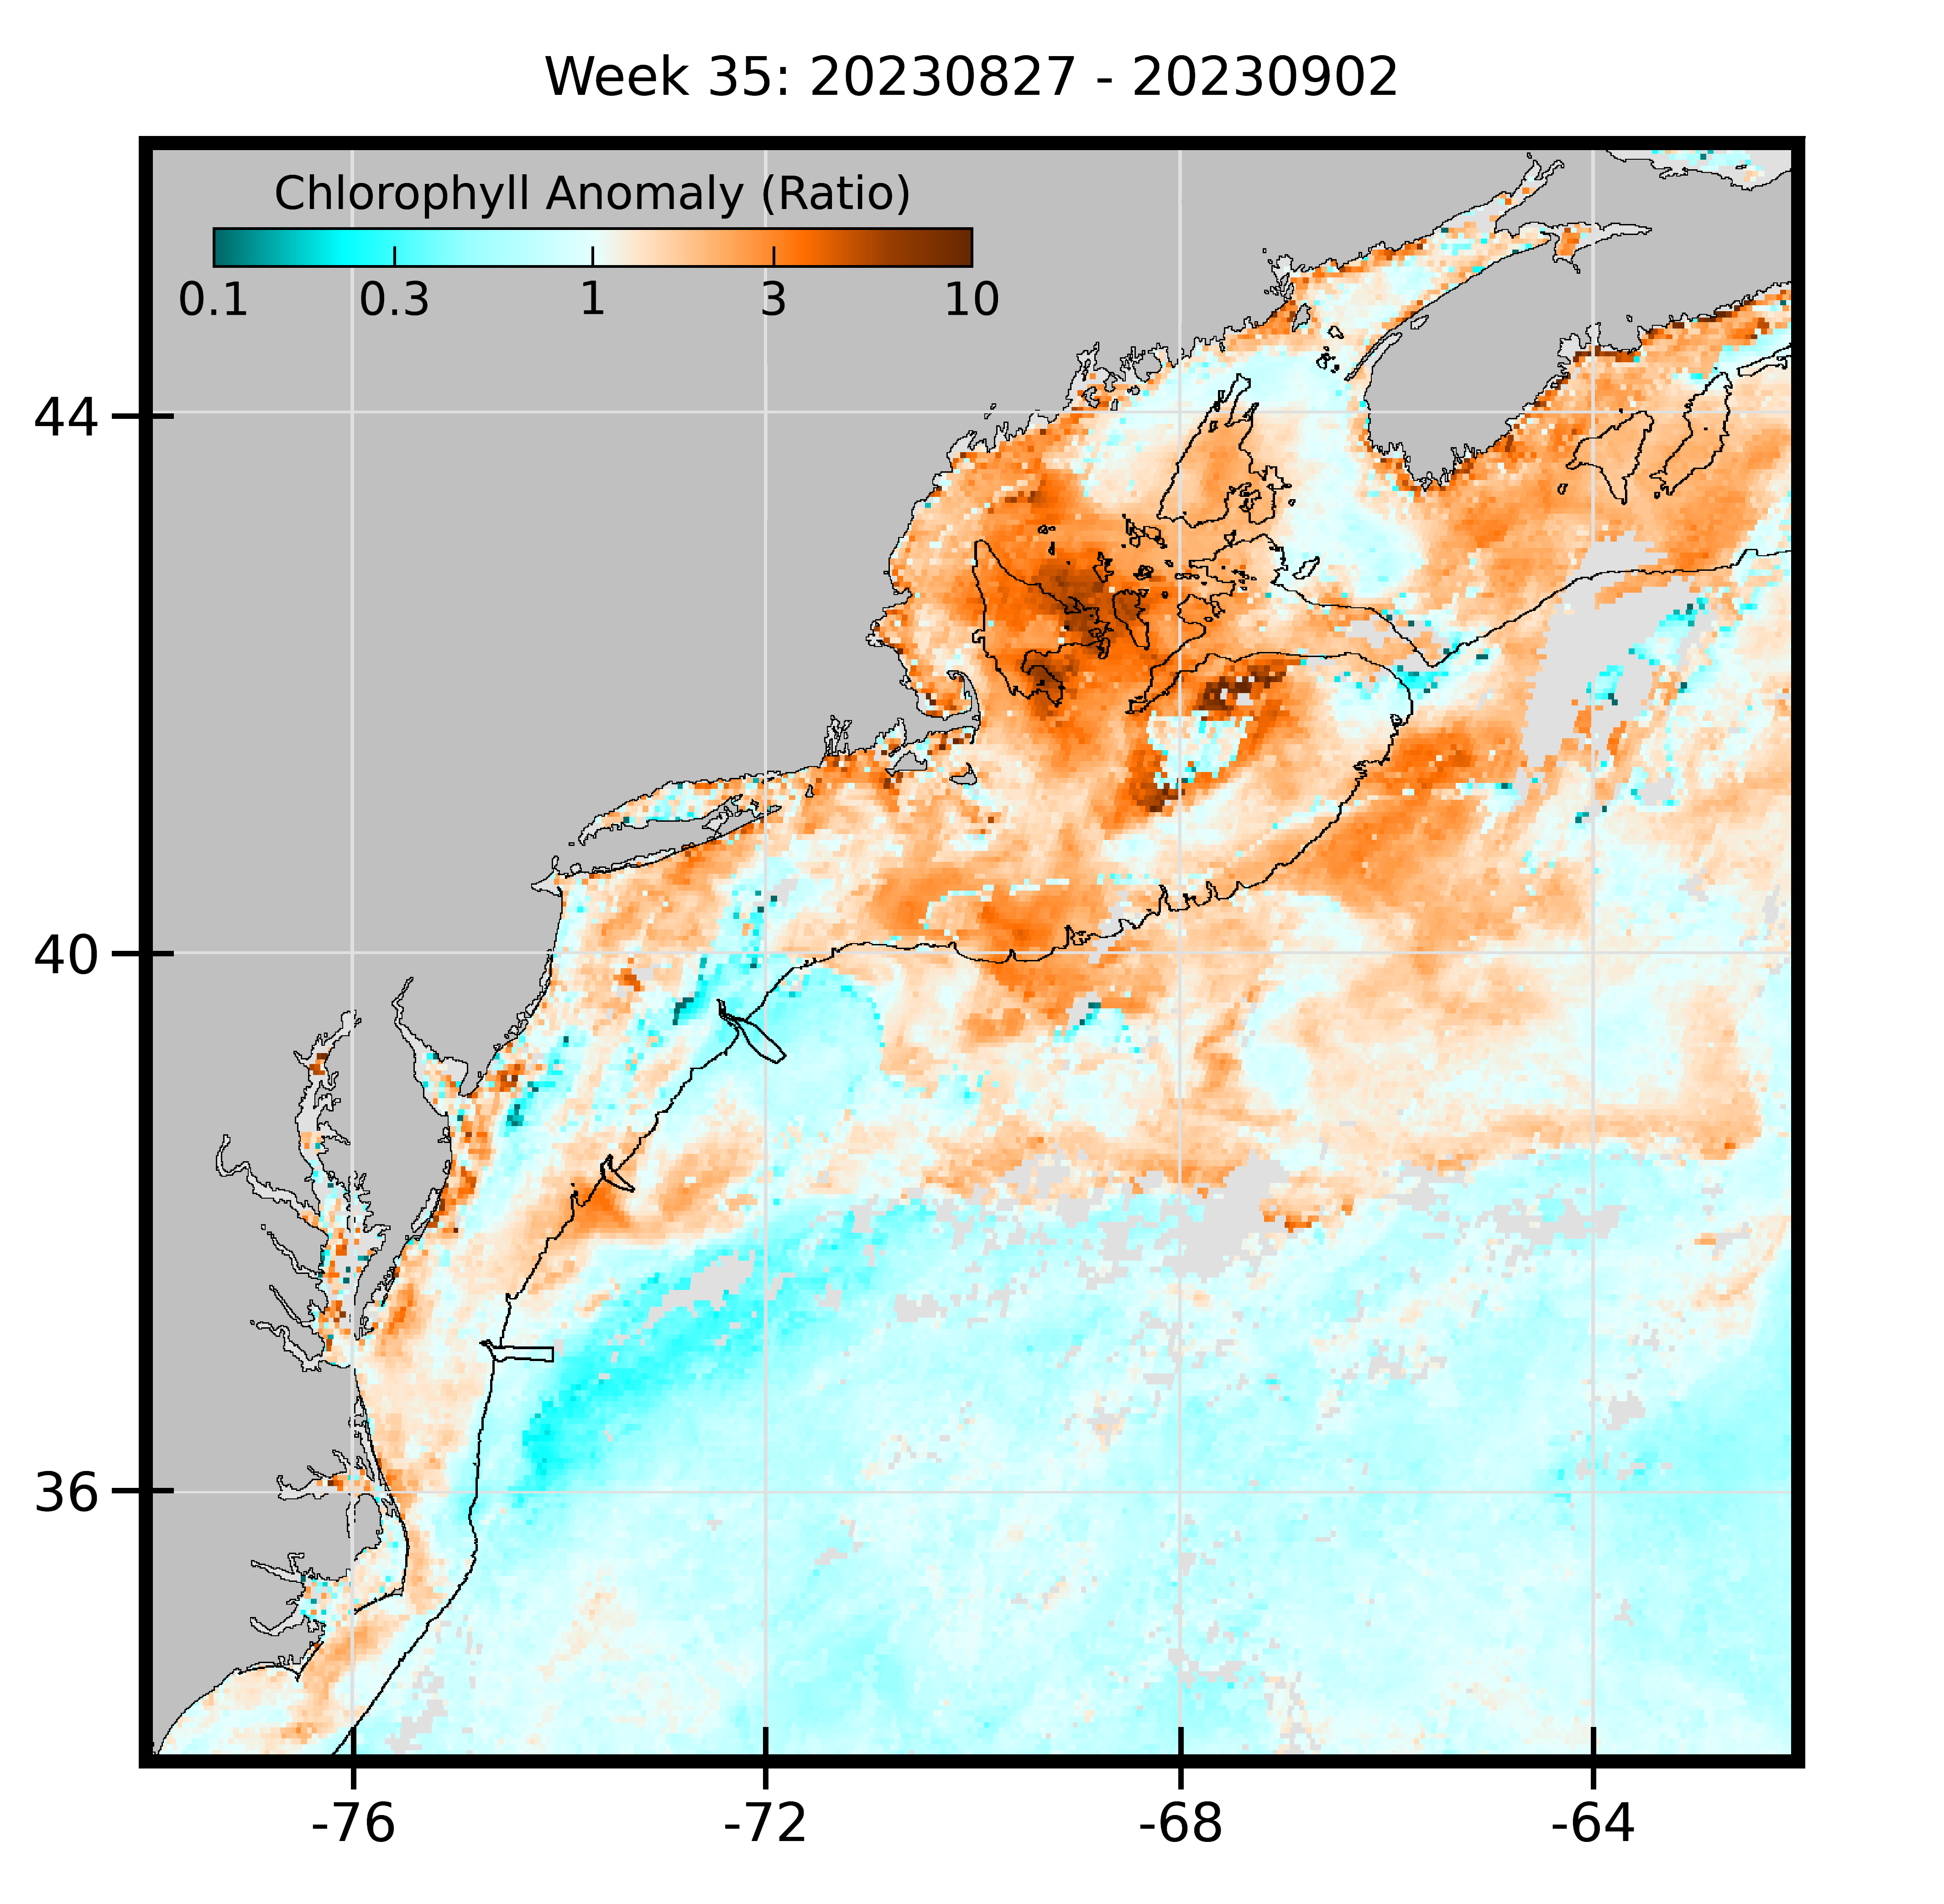 Week 35: 20230827 - 20230902
Chlorophyll Anomaly (Ratio)
0.1 0.3 1 3 10
44
40
36
-76 -72 -68 -64